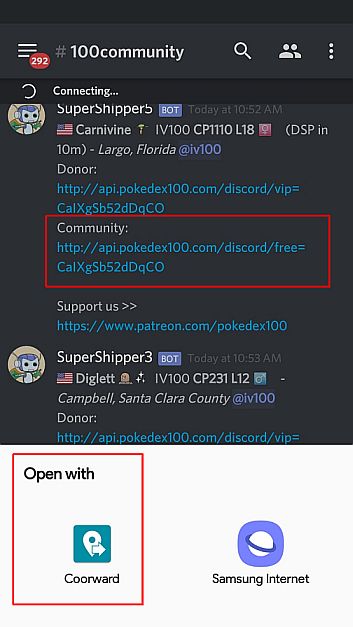 292
# 100community
Connecting...
SuperShipper5 BOT Today at 10:52 AM
Carnivine IV100 CP1110 L18 (DSP in
10m) - Largo, Florida @iv100
Donor:
http://api.pokedex100.com/discord/vip=
CaIXgSb52dDqCO
Community:
http://api.pokedex100.com/discord/free=
CaIXgSb52dDqCO
Support us >>
https://www.patreon.com/pokedex100
SuperShipper3 BOT Today at 10:53 AM
Diglett IV100 CP231 L12 -
Campbell, Santa Clara County @iv100
Donor:
http://api.pokedex100.com/discord/vip=
Open with
Coorward
Samsung Internet